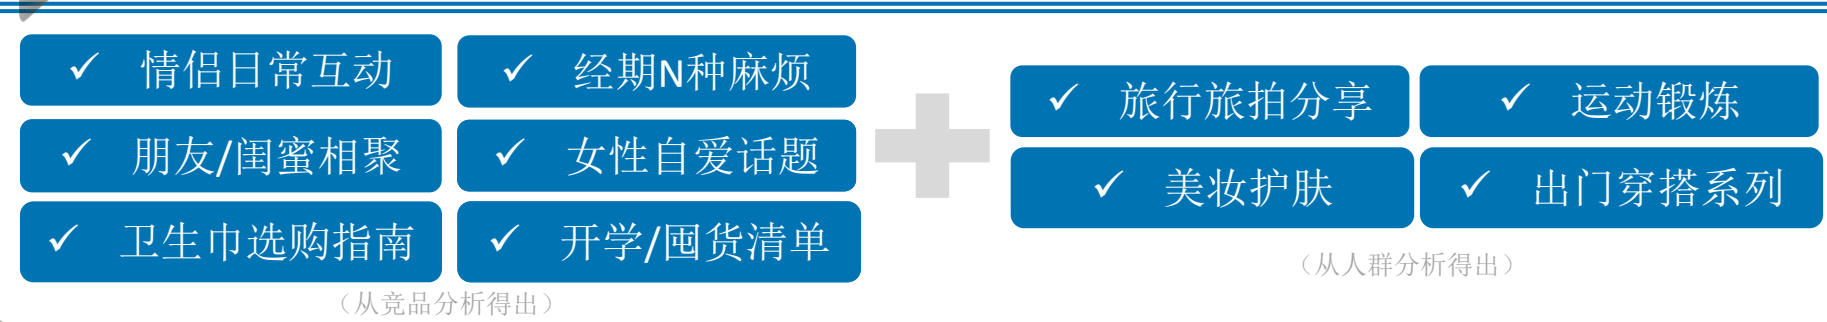 ✓ 情侣日常互动
✓ 经期N种麻烦
✓ 朋友/闺蜜相聚
✓ 女性自爱话题
✓ 卫生巾选购指南
✓ 开学/囤货清单
（从竞品分析得出）
✓ 旅行旅拍分享
✓ 运动锻炼
✓ 美妆护肤
✓ 出门穿搭系列
（从人群分析得出）